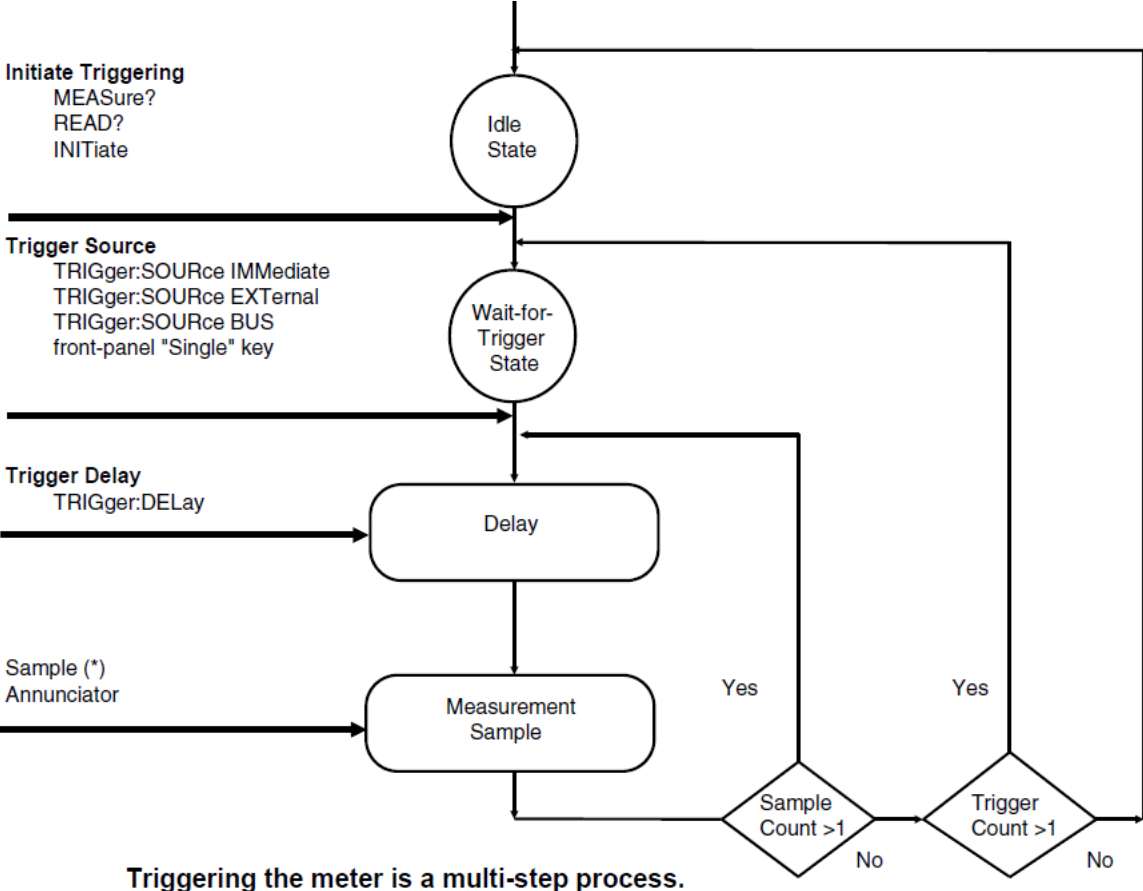 Initiate Triggering
MEASure?
READ?
INITiate
Idle
State
Trigger Source
TRIGger:SOURce IMMediate
TRIGger:SOURce EXTernal
TRIGger:SOURce BUS
front-panel "Single" key
Wait-for-
Trigger
State
Trigger Delay
TRIGger:DELay
Delay
Sample (*)
Annunciator
Measurement
Sample
Yes
Yes
Sample
Count >1
No
Trigger
Count >1
No
Triggering the meter is a multi-step process.